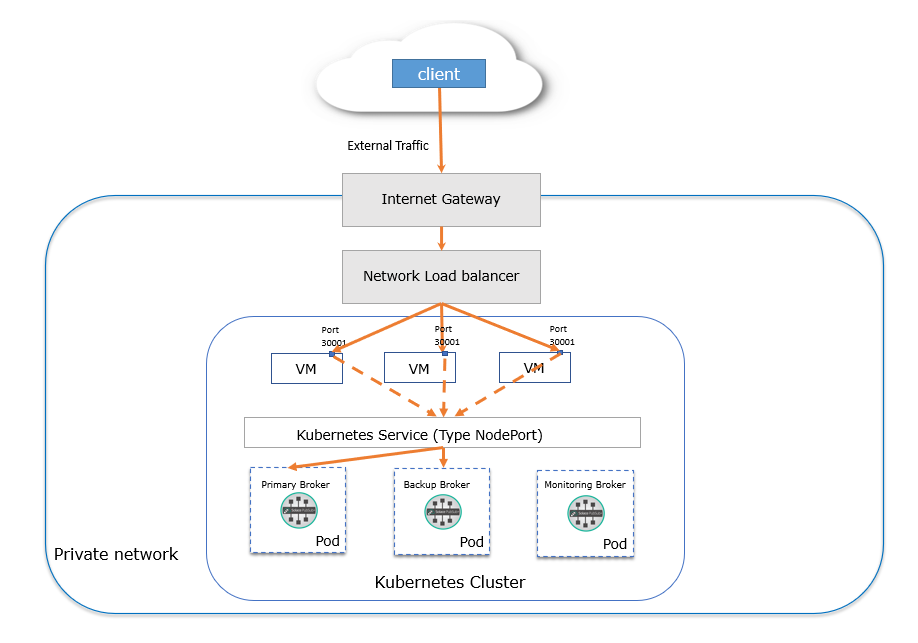 client
External Traffic
Internet Gateway
Network Load balancer
Port
30001
Port
30001
Port
30001
VM
VM
VM
Kubernetes Service (Type NodePort)
Primary Broker
Backup Broker
Monitoring Broker
Pod
Pod
Pod
Private network
Kubernetes Cluster